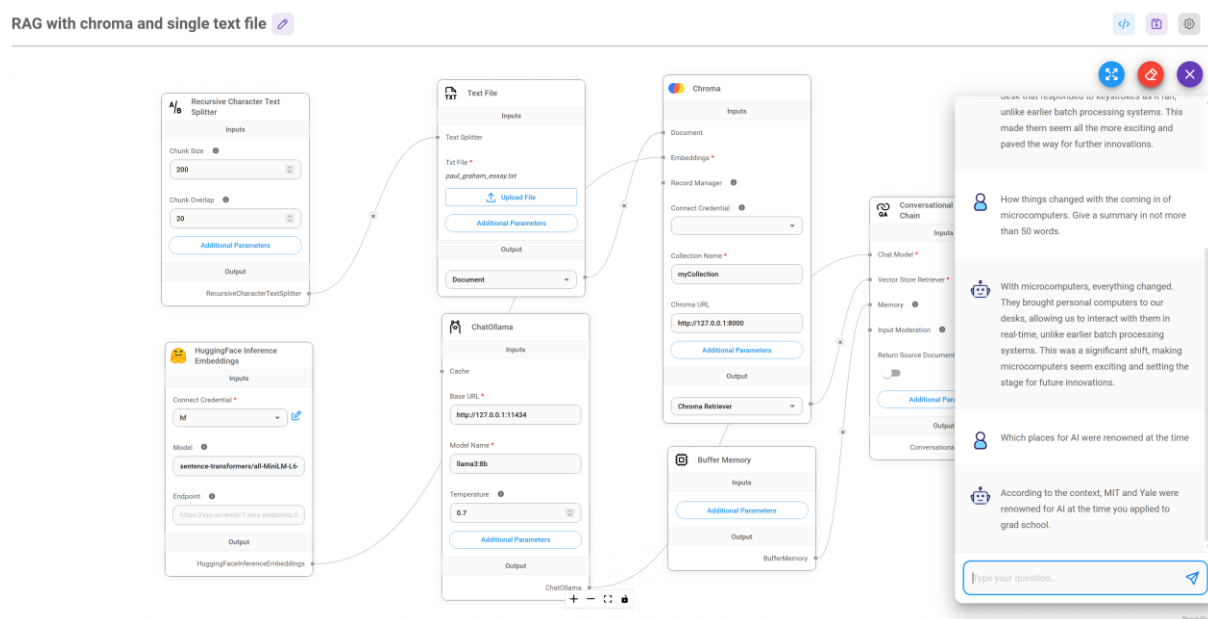 RAG with chroma and single text file
Recursive Character Text
Splitter
Inputs
Chunk Size
200
Chunk Overlap
20
Additional Parameters
Output
RecursiveCharacterTextSplitter
HuggingFace Inference
Embeddings
Inputs
Connect Credential *
hf
Model
sentence-transformers/all-MiniLM-L6-
Endpoint
Output
HuggingFaceInferenceEmbeddings
TXT
Text File
Inputs
Text Splitter
Txt File *
paul_graham_essay.txt
Upload File
Additional Parameters
Output
Document
ChatOllama
Inputs
Cache
Base URL *
http://127.0.0.1:11434
Model Name *
llama3:8b
Temperature
0.7
Additional Parameters
Output
ChatOllama
Chroma
Inputs
Document
Embeddings *
Record Manager
Connect Credential
Collection Name *
myCollection
Chroma URL
http://127.0.0.1:8000
Additional Parameters
Output
Chroma Retriever
Buffer Memory
Inputs
Additional Parameters
Output
BufferMemory
QA
Conversational
Chain
Inputs
Chat Model *
Vector Store Retriever *
Memory
Input Moderation
Return Source Document
Additional Par
Output
Conversationa
desk that responded to keystrokes as it ran,
unlike earlier batch processing systems. This
made them seem all the more exciting and
paved the way for further innovations.
How things changed with the coming in of
microcomputers. Give a summary in not more
than 50 words.
With microcomputers, everything changed.
They brought personal computers to our
desks, allowing us to interact with them in
real-time, unlike earlier batch processing
systems. This was a significant shift, making
microcomputers seem exciting and setting the
stage for future innovations.
Which places for AI were renowned at the time
According to the context, MIT and Yale were
renowned for AI at the time you applied to
grad school.
Type your question...